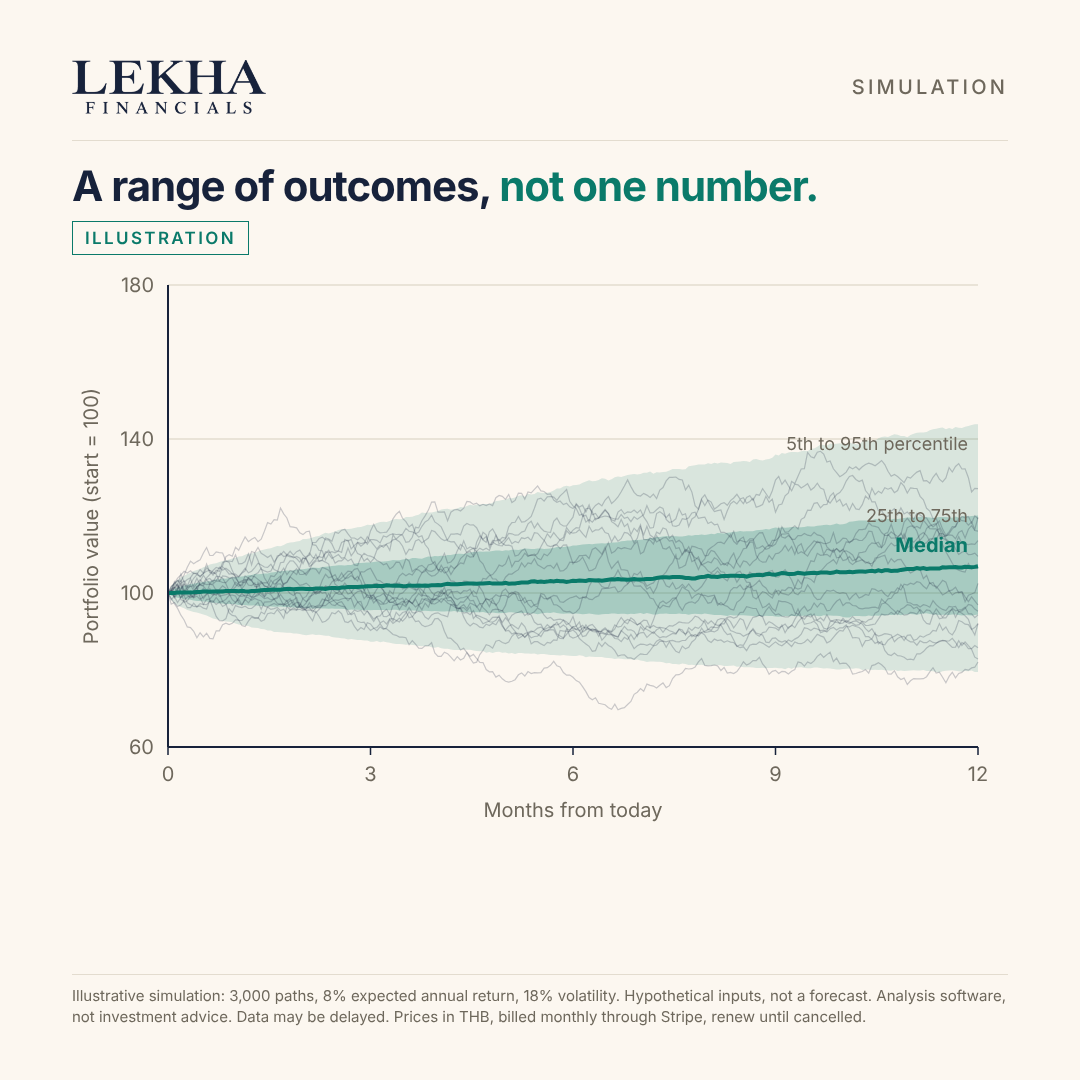 LEKHA
FINANCIALS
SIMULATION
A range of outcomes, not one number.
ILLUSTRATION
180
140
100
60
Portfolio value (start = 100)
5th to 95th percentile
25th to 75th
Median
0 3 6 9 12
Months from today
Illustrative simulation: 3,000 paths, 8% expected annual return, 18% volatility. Hypothetical inputs, not a forecast. Analysis software,
not investment advice. Data may be delayed. Prices in THB, billed monthly through Stripe, renew until cancelled.